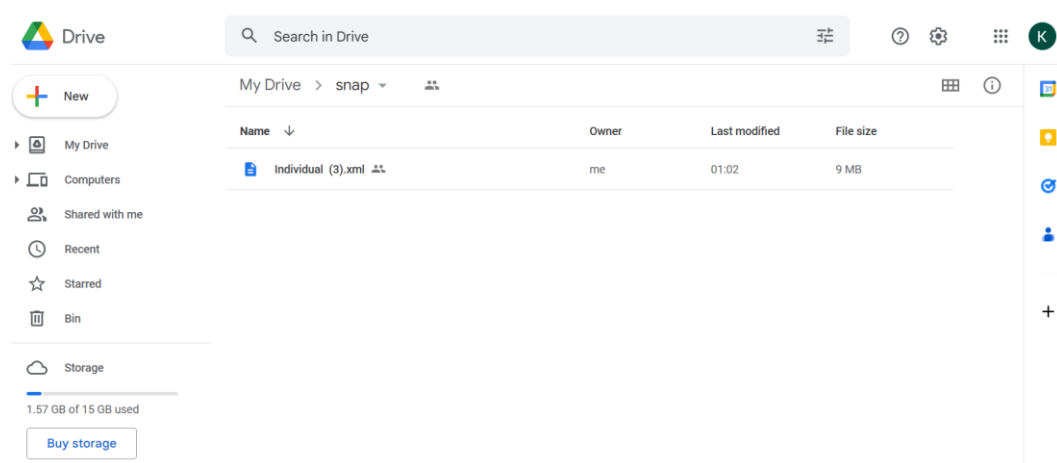 Drive
Search in Drive
K
New
My Drive > snap
31
Name
Owner
Last modified
File size
My Drive
Individual (3).xml
me
01:02
9 MB
Computers
Shared with me
Recent
Starred
Bin
Storage
1.57 GB of 15 GB used
Buy storage